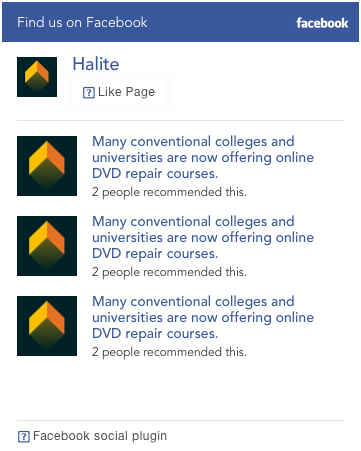 Find us on Facebook
facebook
Halite
Like Page
Many conventional colleges and
universities are now offering online
DVD repair courses.
2 people recommended this.
Many conventional colleges and
universities are now offering online
DVD repair courses.
2 people recommended this.
Many conventional colleges and
universities are now offering online
DVD repair courses.
2 people recommended this.
Facebook social plugin